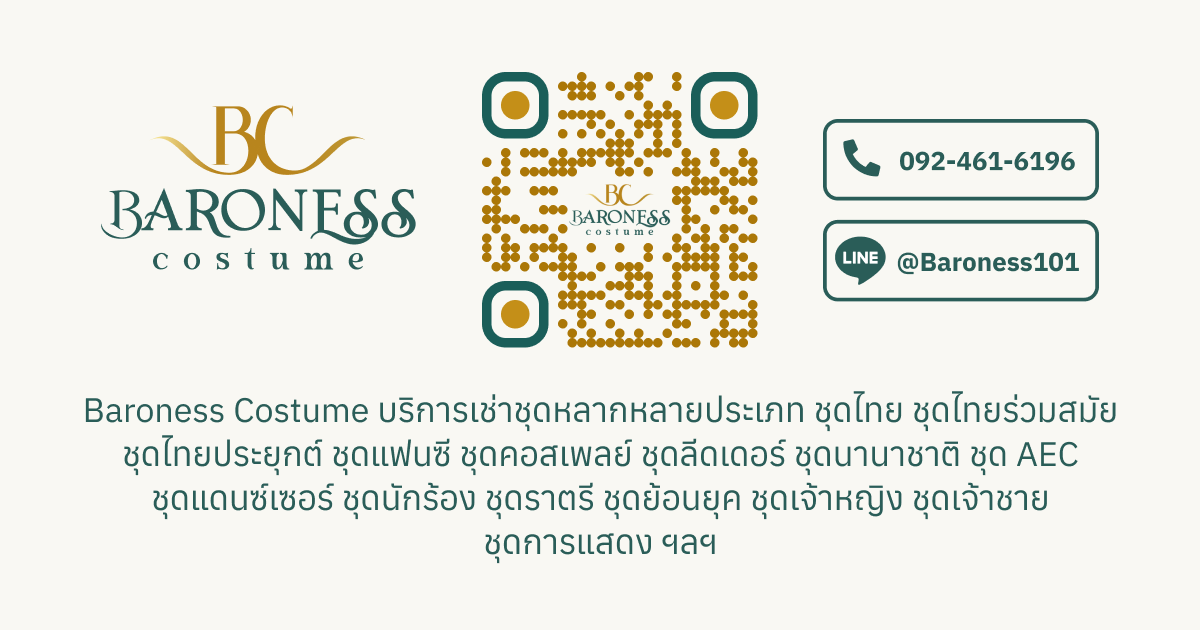 BC
BARONESS
costume
BC
BARONESS
costume
092-461-6196
LINE
@Baroness101
Baroness Costume บริการเช่าชุดหลากหลายประเภท ชุดไทย ชุดไทยร่วมสมัย
ชุดไทยประยุกต์ ชุดแฟนซี ชุดคอสเพลย์ ชุดลีดเดอร์ ชุดนานาชาติ ชุด AEC
ชุดแดนซ์เซอร์ ชุดนักร้อง ชุดราตรี ชุดย้อนยุค ชุดเจ้าหญิง ชุดเจ้าชาย
ชุดการแสดง ฯลฯ